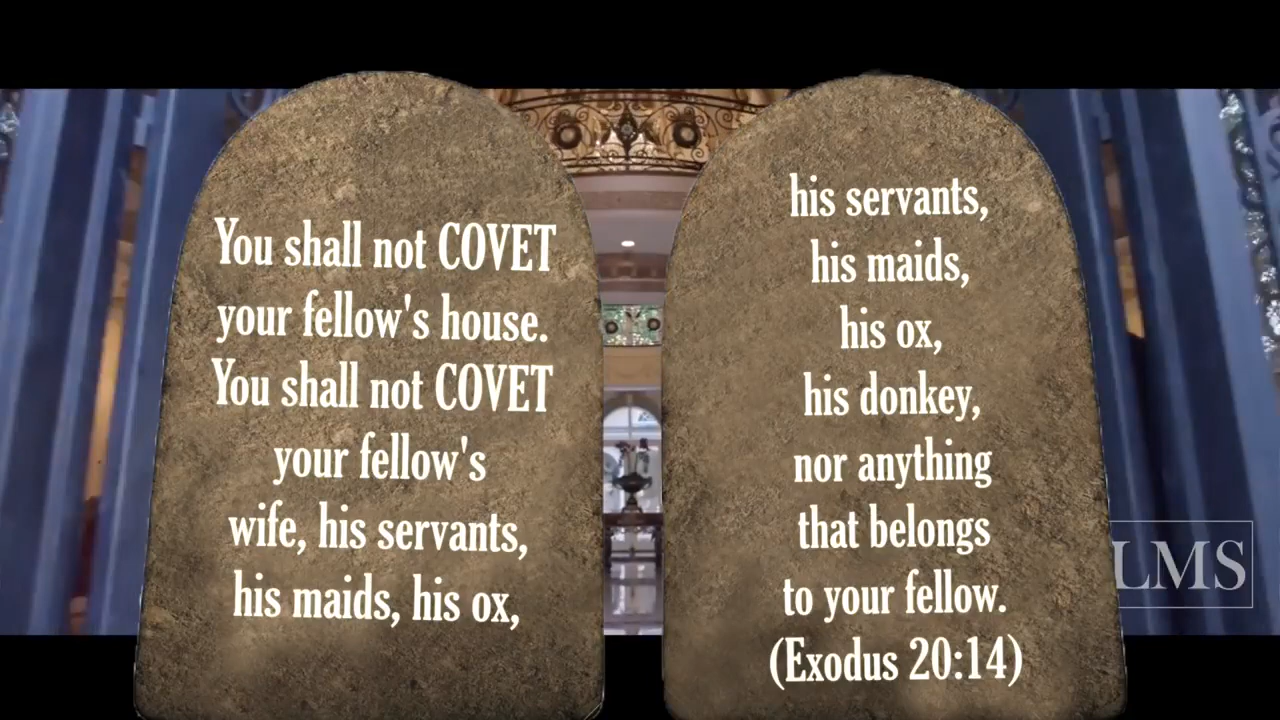 You shall not COVET
your fellow's house.
You shall not COVET
your fellow's
wife, his servants,
his maids, his ox,
his servants,
his maids,
his ox,
his donkey,
nor anything
that belongs
to your fellow.
(Exodus 20:14)
LMS